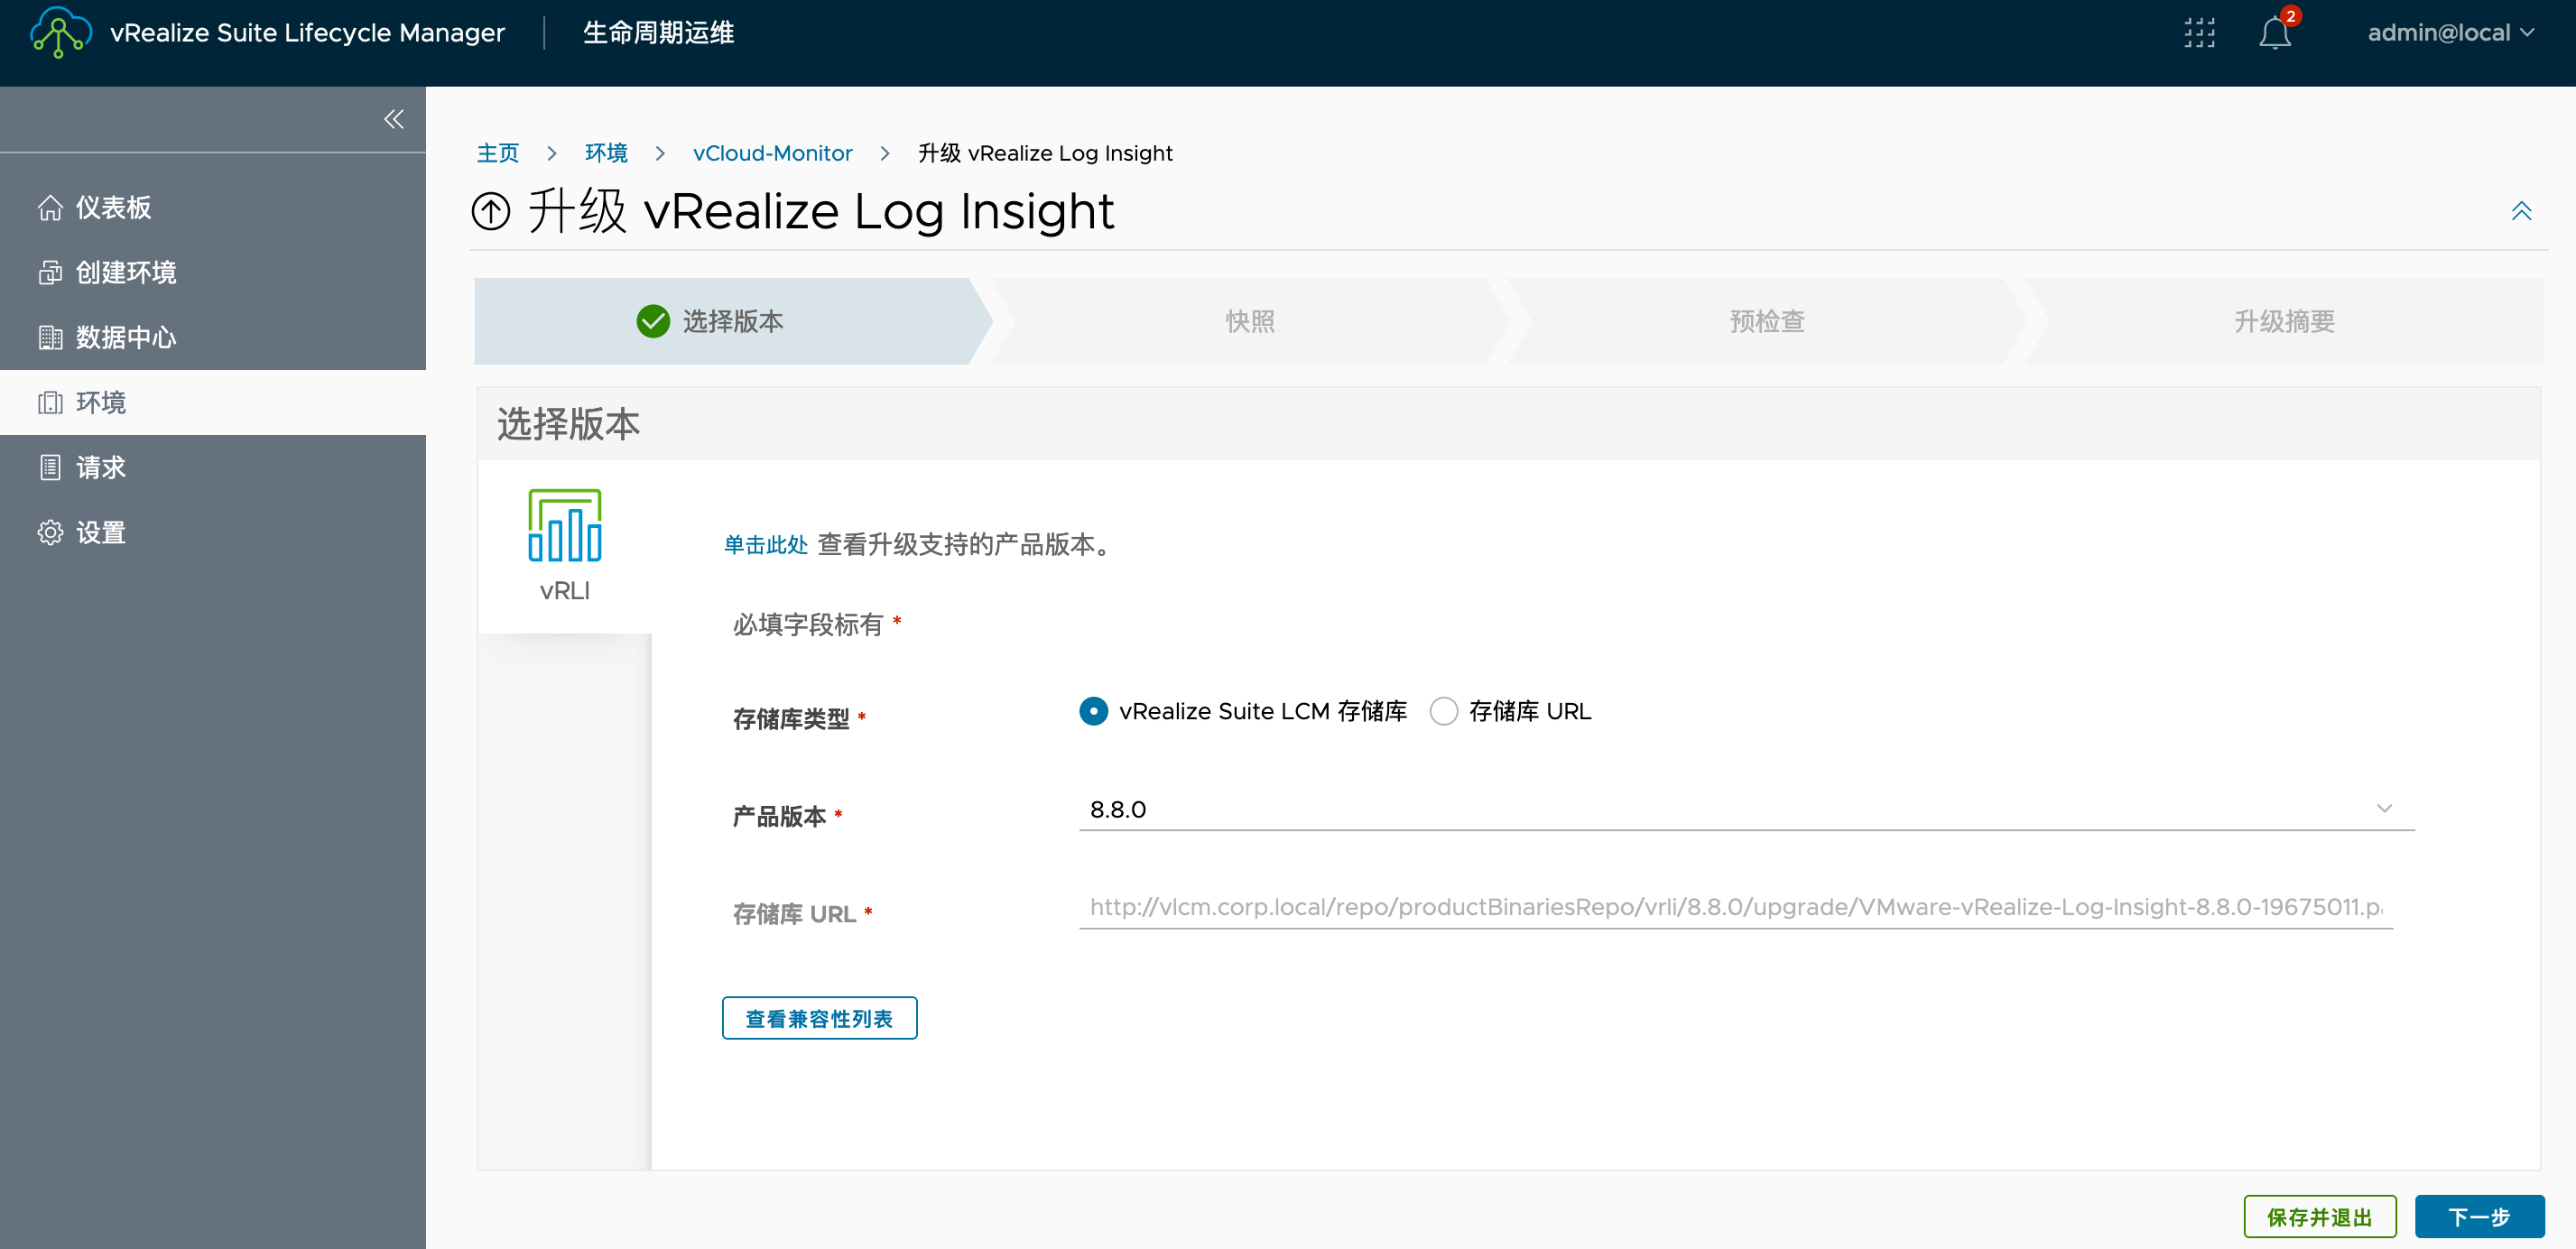 vRealize Suite Lifecycle Manager 生命周期运维 2 admin@local
主页 > 环境 > vCloud-Monitor > 升级 vRealize Log Insight
升级 vRealize Log Insight
仪表板
创建环境
数据中心
环境
请求
设置
选择版本 快照 预检查 升级摘要
选择版本
vRLI
单击此处 查看升级支持的产品版本。
必填字段标有 *
存储库类型 * vRealize Suite LCM 存储库 存储库 URL
产品版本 * 8.8.0
存储库 URL * http://vlcm.corp.local/repo/productBinariesRepo/vrli/8.8.0/upgrade/VMware-vRealize-Log-Insight-8.8.0-19675011.p
查看兼容性列表
保存并退出 下一步